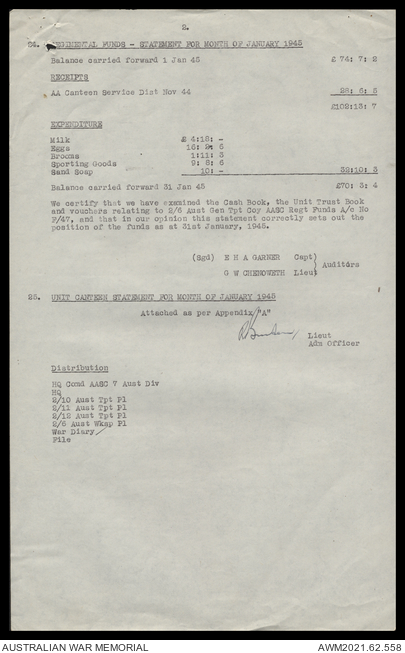 2.
24. REGIMENTAL FUNDS - STATEMENT FOR MONTH OF JANUARY 1945
Balance carried forward 1 Jan 45 £ 74: 7: 2
RECEIPTS
AA Canteen Service Dist Nov 44 28: 6: 5
£102:13: 7
EXPENDITURE
Milk £ 4:18: -
Eggs 16: 2: 6
Brooms 1:11: 3
Sporting Goods 9: 8: 6
Sand Soap 10: - 32:10: 3
Balance carried forward 31 Jan 45 £70: 3: 4
We certify that we have examined the Cash Book, the Unit Trust Book
and vouchers relating to 2/6 Aust Gen Tpt Coy AASC Regt Funds A/c No
P/47, and that in our opinion this statement correctly sets out the
position of the funds as at 31st January, 1945.
(Sgd) E H A GARNER Capt)
Auditors
G W CHENOWETH Lieut)
25. UNIT CANTEEN STATEMENT FOR MONTH OF JANUARY 1945
Attached as per Appendix "A"
Lieut
Adm Officer
Distribution
HQ Comd AASC 7 Aust Div
HQ
2/10 Aust Tpt Pl
2/11 Aust Tpt Pl
2/12 Aust Tpt Pl
2/6 Aust Wksp Pl
War Diary
File
AUSTRALIAN WAR MEMORIAL
AWM2021.62.558